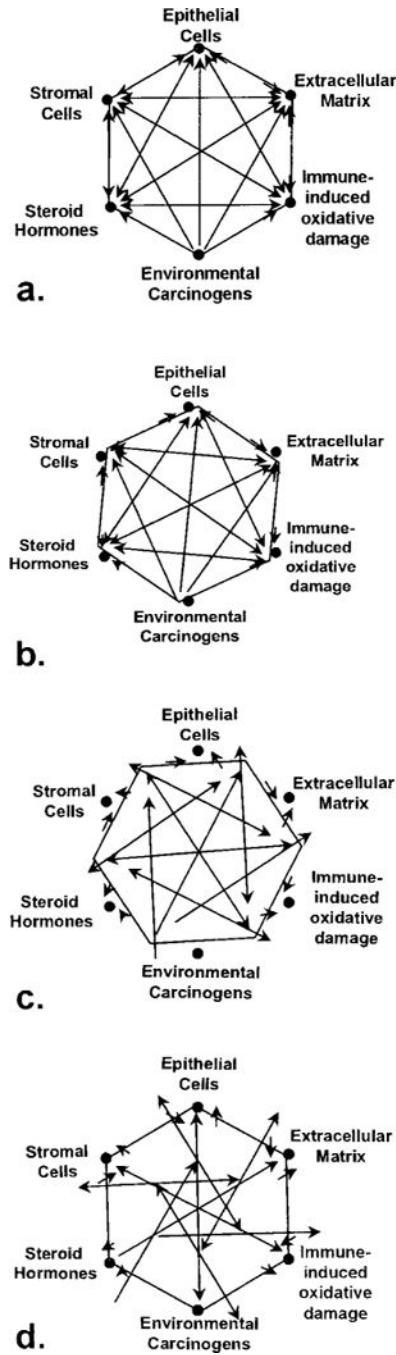 Epithelial
Cells
Stromal
Cells
Extracellular
Matrix
Steroid
Hormones
Immune-
induced
oxidative
damage
Environmental
Carcinogens
a.
Epithelial
Cells
Stromal
Cells
Extracellular
Matrix
Steroid
Hormones
Immune-
induced
oxidative
damage
Environmental
Carcinogens
b.
Epithelial
Cells
Stromal
Cells
Extracellular
Matrix
Steroid
Hormones
Immune-
induced
oxidative
damage
Environmental
Carcinogens
c.
Epithelial
Cells
Stromal
Cells
Extracellular
Matrix
Steroid
Hormones
Immune-
induced
oxidative
damage
Environmental
Carcinogens
d.